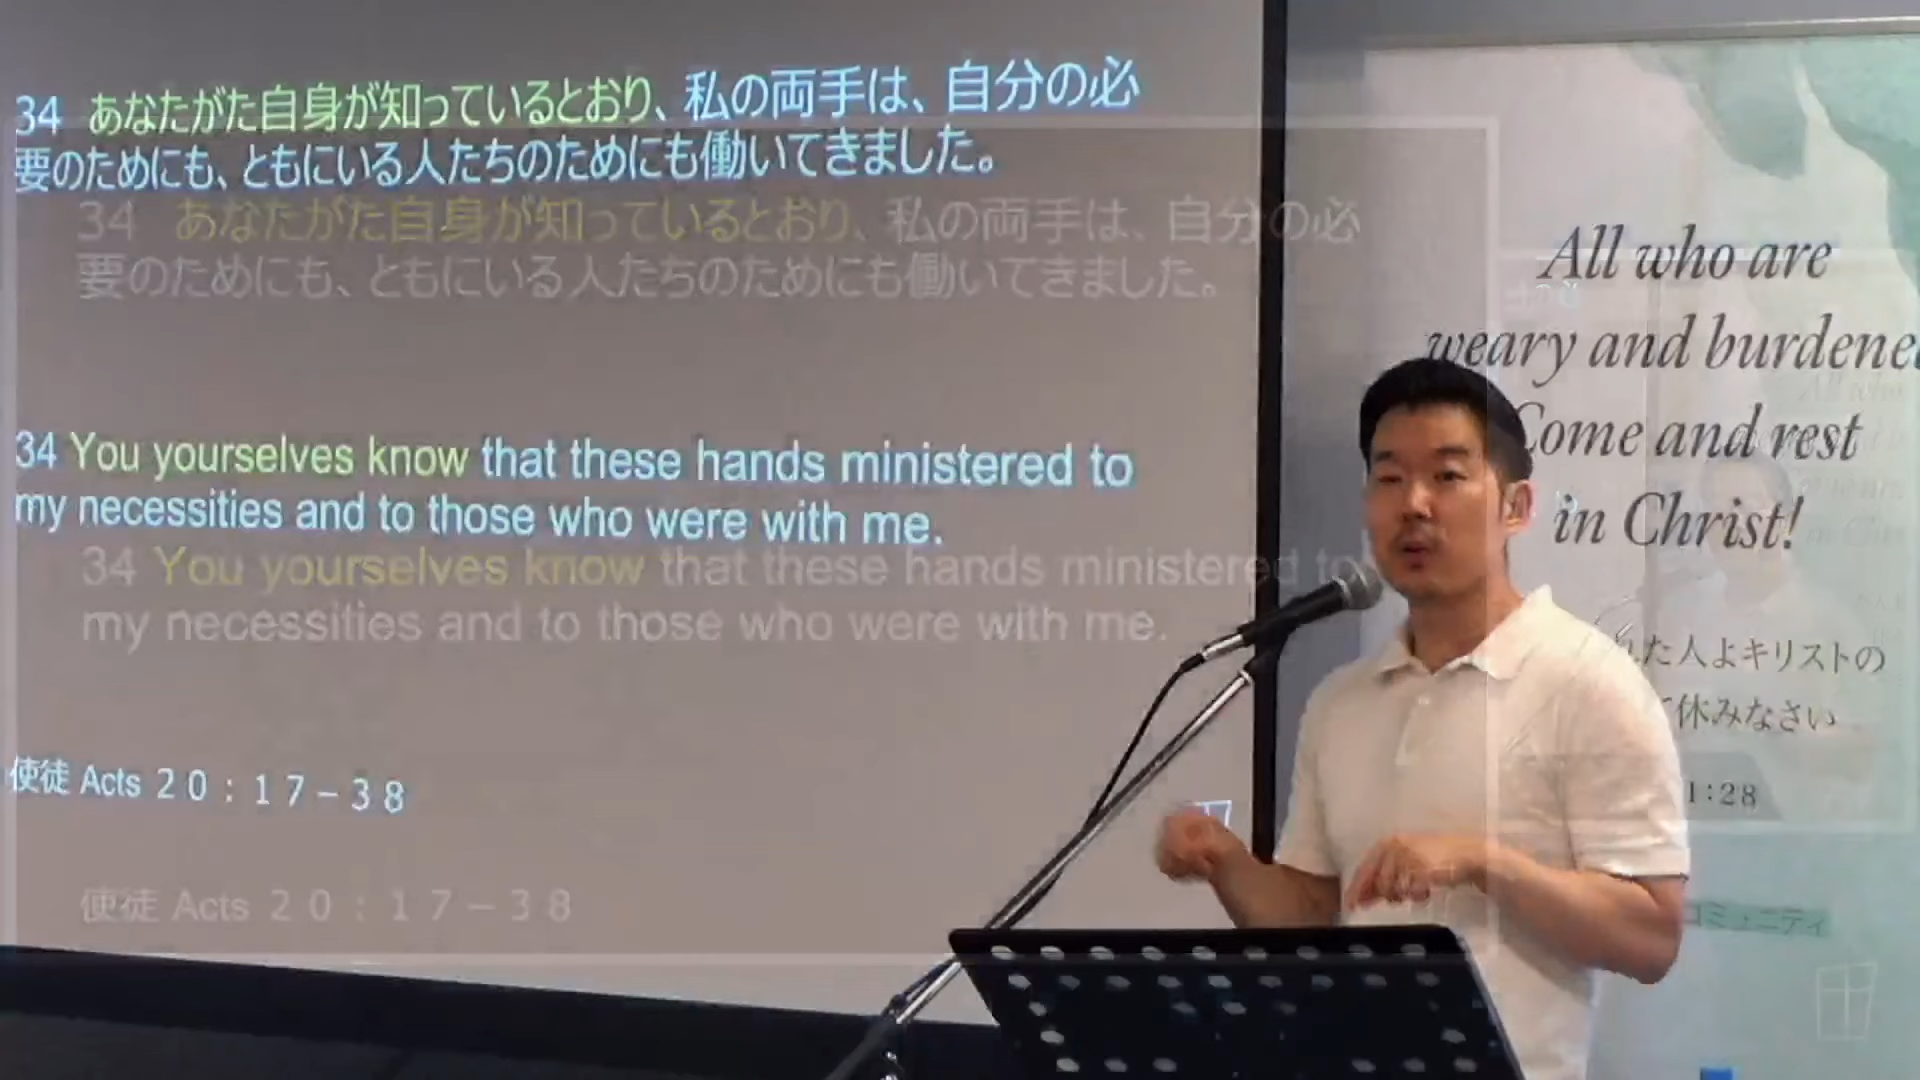 34 あなたがた自身が知っているとおり、私の両手は、自分の必
要のためにも、ともにいる人たちのためにも働いてきました。
34 あなたがた自身が知っているとおり、私の両手は、自分の必
要のためにも、ともにいる人たちのためにも働いてきました。
34 You yourselves know that these hands ministered to
my necessities and to those who were with me.
34 You yourselves know that these hands ministered to
my necessities and to those who were with me.
使徒 Acts 20:17-38
使徒 Acts 20:17-38
All who are
weary and burdene
Come and rest
in Christ!
れた人よキリストの
て休みなさい
1:28
コミュニティ